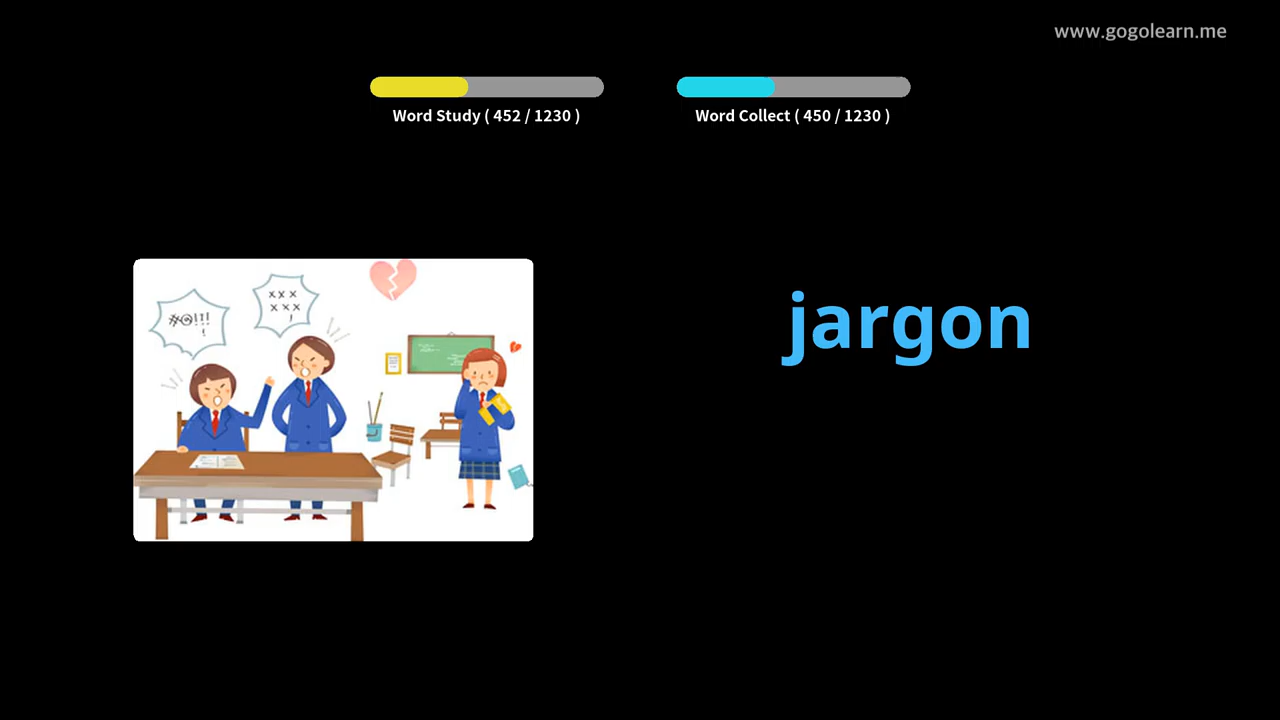 www.gogolearn.me
Word Study ( 452 / 1230 )
Word Collect ( 450 / 1230 )
#@!!!
!
x x x
x x x
!
jargon